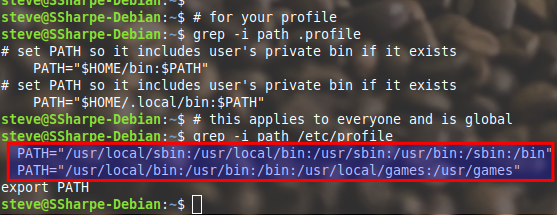 steve@SSharpe-Debian:~$
steve@SSharpe-Debian:~$ # for your profile
steve@SSharpe-Debian:~$ grep -i path .profile
# set PATH so it includes user's private bin if it exists
    PATH="$HOME/bin:$PATH"
# set PATH so it includes user's private bin if it exists
    PATH="$HOME/.local/bin:$PATH"
steve@SSharpe-Debian:~$ # this applies to everyone and is global
steve@SSharpe-Debian:~$ grep -i path /etc/profile
  PATH="/usr/local/sbin:/usr/local/bin:/usr/sbin:/usr/bin:/sbin:/bin"
  PATH="/usr/local/bin:/usr/bin:/bin:/usr/local/games:/usr/games"
export PATH
steve@SSharpe-Debian:~$